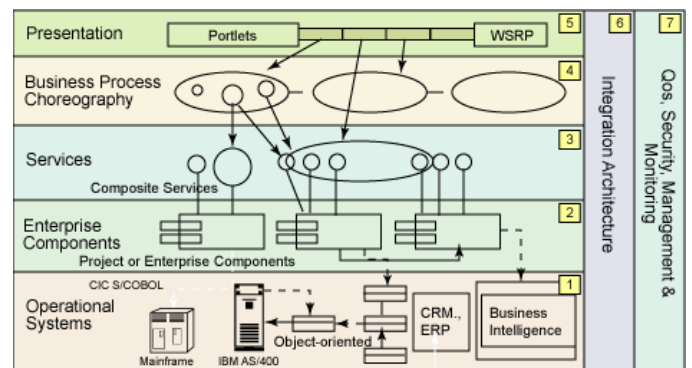 Presentation
Portlets
WSRP
5
6
7
Business Process
Choreography
4
Services
3
Composite Services
Enterprise
Components
2
Project or Enterprise Components
CIC S/COBOL
1
Operational
Systems
Mainframe
IBM AS/400
Object-oriented
CRM.,
ERP
Business
Intelligence
Integration Architecture
Qos, Security, Management &
Monitoring